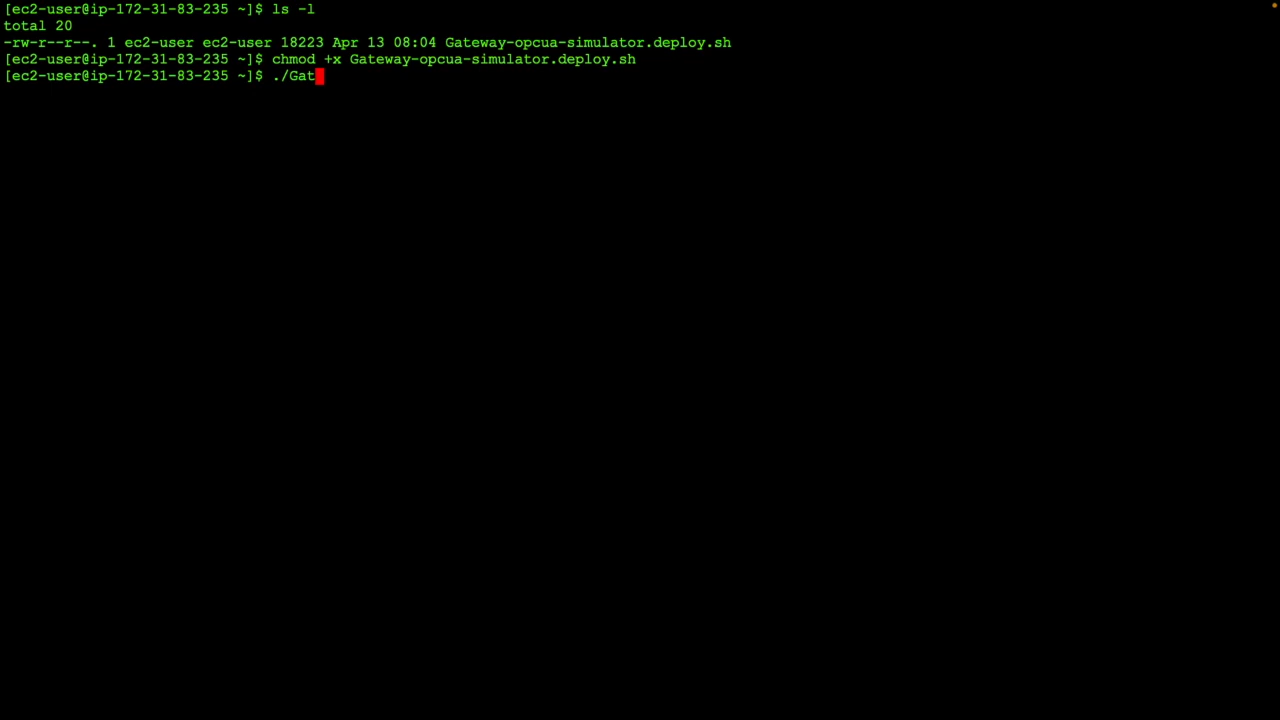 [ec2-user@ip-172-31-83-235 ~]$ ls -l
total 20
-rw-r--r--. 1 ec2-user ec2-user 18223 Apr 13 08:04 Gateway-opcua-simulator.deploy.sh
[ec2-user@ip-172-31-83-235 ~]$ chmod +x Gateway-opcua-simulator.deploy.sh
[ec2-user@ip-172-31-83-235 ~]$ ./Gat